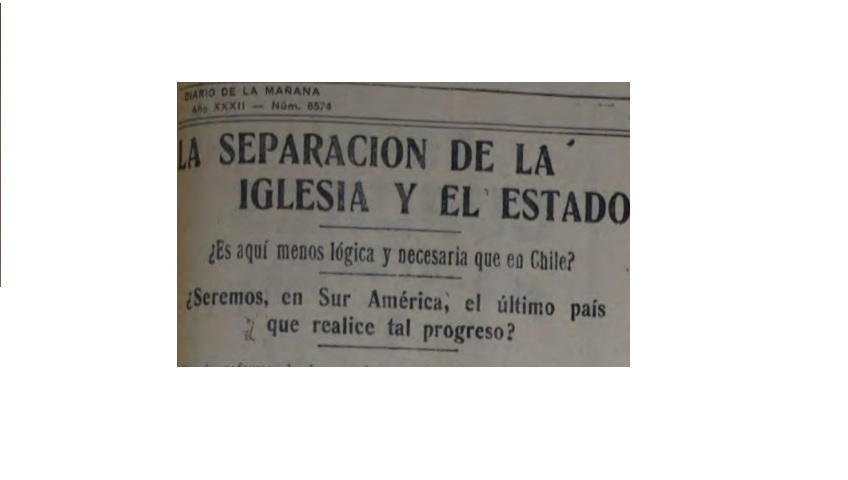 DIARIO DE LA MAÑANA
Año XXXII — Núm. 6574
LA SEPARACION DE LA
IGLESIA Y EL ESTADO
¿Es aquí menos lógica y necesaria que en Chile?
¿Seremos, en Sur América, el último país
que realice tal progreso?